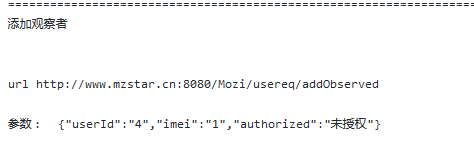 ==========================================================================
添加观察者
url http://www.mzstar.cn:8080/Mozi/usereq/addObserved
参数： {"userId":"4","imei":"1","authorized":"未授权"}